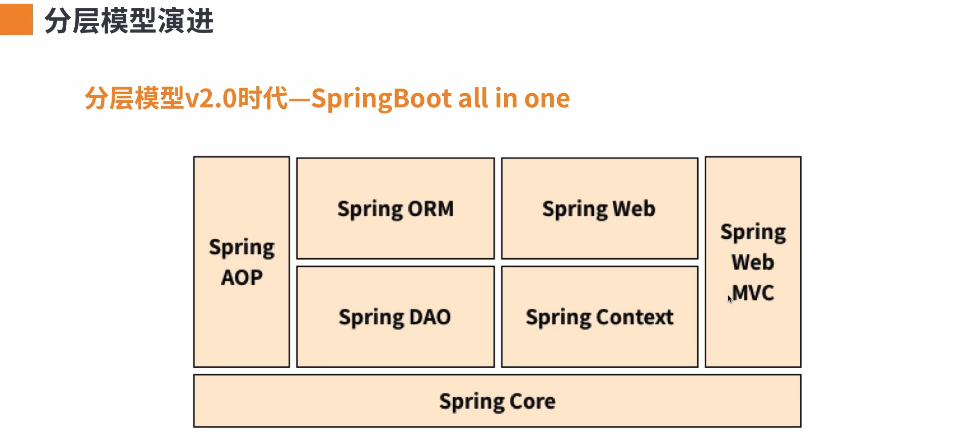 分层模型演进
分层模型v2.0时代—SpringBoot all in one
Spring
AOP
Spring ORM
Spring Web
Spring DAO
Spring Context
Spring
Web
MVC
Spring Core